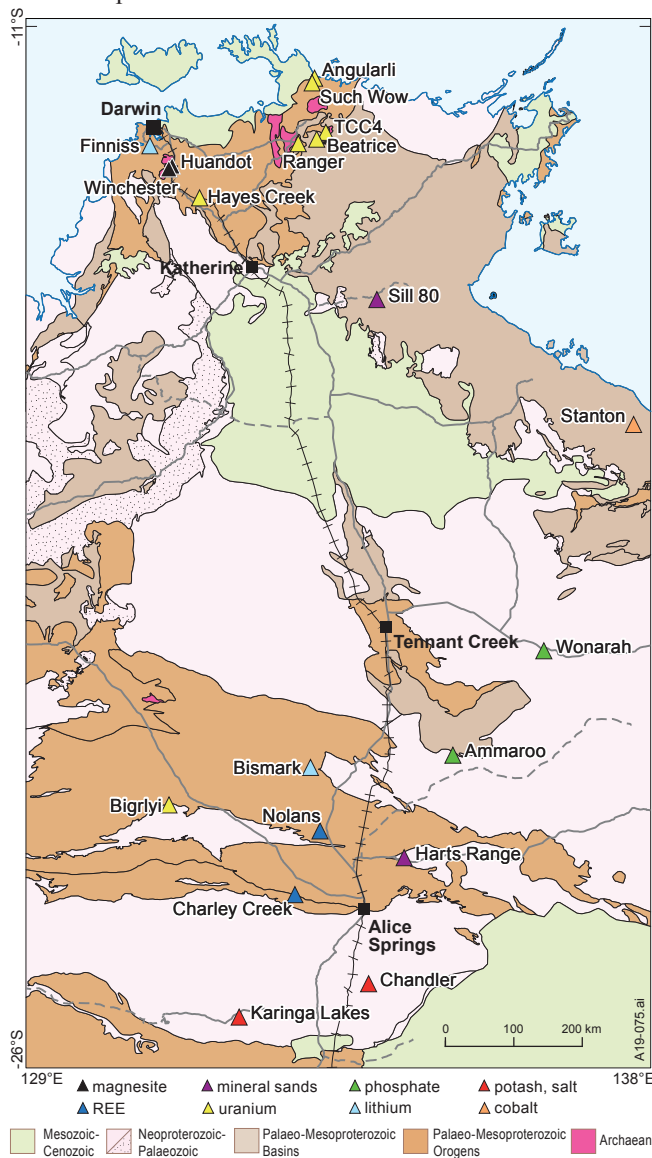 -11°S
Angularli
Such Wow
Darwin
TCC4
Finniss
Beatrice
Huandot
Ranger
Winchester
Hayes Creek
Katherine
Sill 80
Stanton
Tennant Creek
Wonarah
Ammaroo
Bismark
Bigrlyi
Nolans
Harts Range
Charley Creek
Alice
Springs
Chandler
Karinga Lakes
0 100 200 km
A19-075.ai
-26°S
129°E 138°E
magnesite mineral sands phosphate potash, salt
REE uranium lithium cobalt
Mesozoic-
Cenozoic
Neoproterozoic-
Palaeozoic
Palaeo-Mesoproterozoic
Basins
Palaeo-Mesoproterozoic
Orogens
Archaean